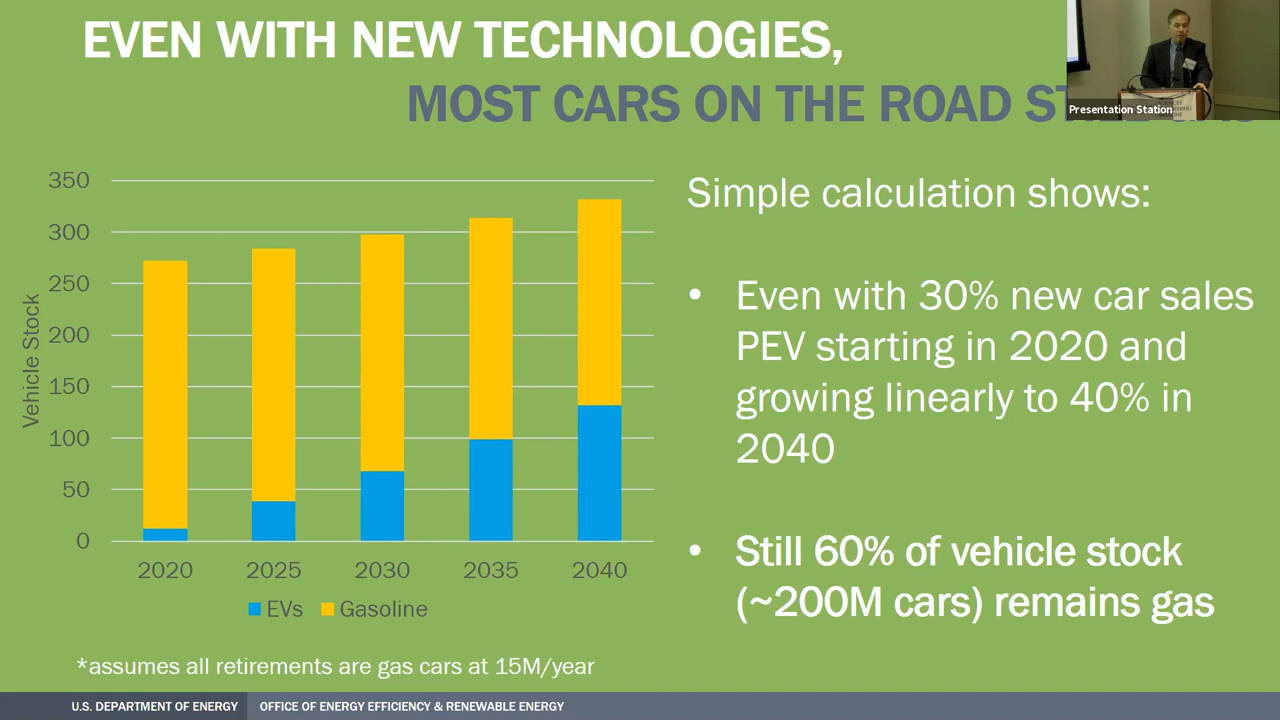 EVEN WITH NEW TECHNOLOGIES,
MOST CARS ON THE ROAD
Presentation Station
350
300
250
200
150
100
50
0
Vehicle Stock
2020 2025 2030 2035 2040
EVs Gasoline
*assumes all retirements are gas cars at 15M/year
Simple calculation shows:
• Even with 30% new car sales
PEV starting in 2020 and
growing linearly to 40% in
2040
• Still 60% of vehicle stock
(~200M cars) remains gas
U.S. DEPARTMENT OF ENERGY OFFICE OF ENERGY EFFICIENCY & RENEWABLE ENERGY